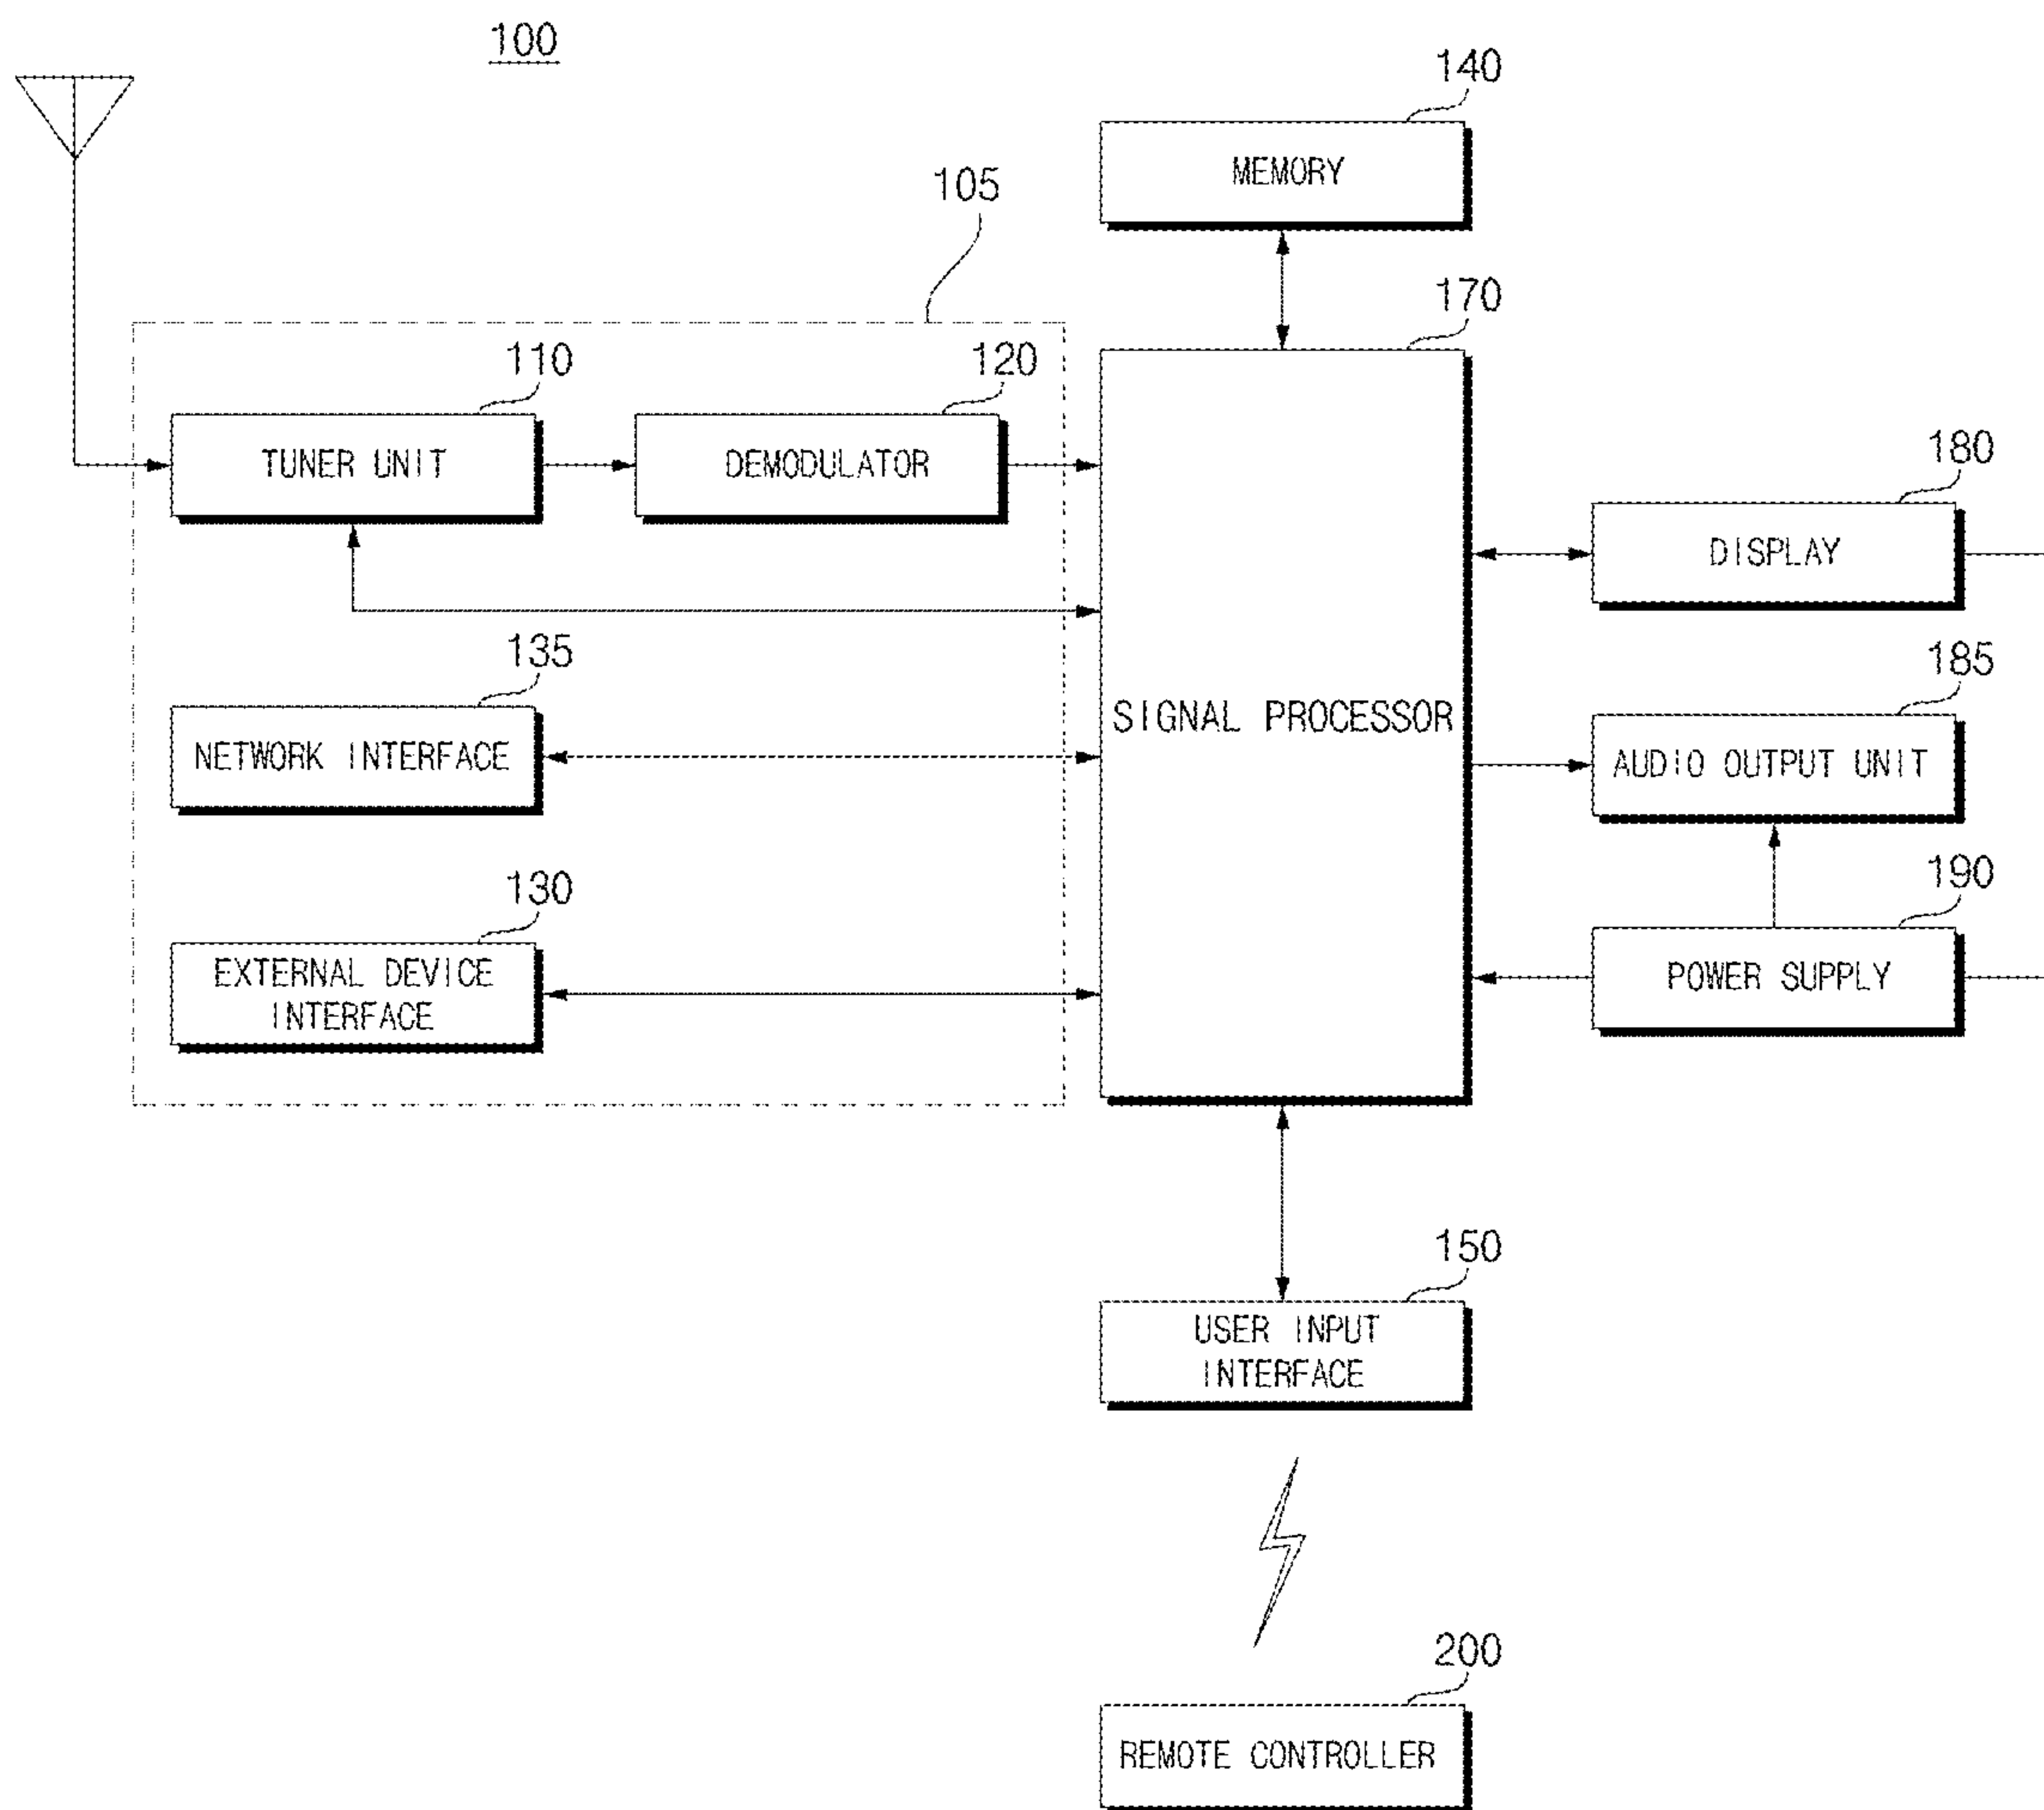 100
140
MEMORY
105
170
110
120
TUNER UNIT
DEMODULATOR
180
DISPLAY
135
185
NETWORK INTERFACE
SIGNAL PROCESSOR
AUDIO OUTPUT UNIT
130
190
EXTERNAL DEVICE
INTERFACE
POWER SUPPLY
150
USER INPUT
INTERFACE
200
REMOTE CONTROLLER